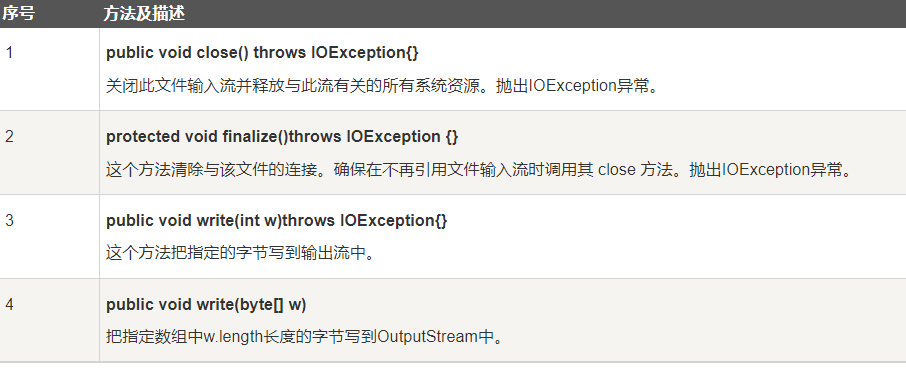 序号 方法及描述
1 public void close() throws IOException{}
关闭此文件输入流并释放与此流有关的所有系统资源。抛出IOException异常。
2 protected void finalize()throws IOException {}
这个方法清除与该文件的连接。确保在不再引用文件输入流时调用其 close 方法。抛出IOException异常。
3 public void write(int w)throws IOException{}
这个方法把指定的字节写到输出流中。
4 public void write(byte[] w)
把指定数组中w.length长度的字节写到OutputStream中。